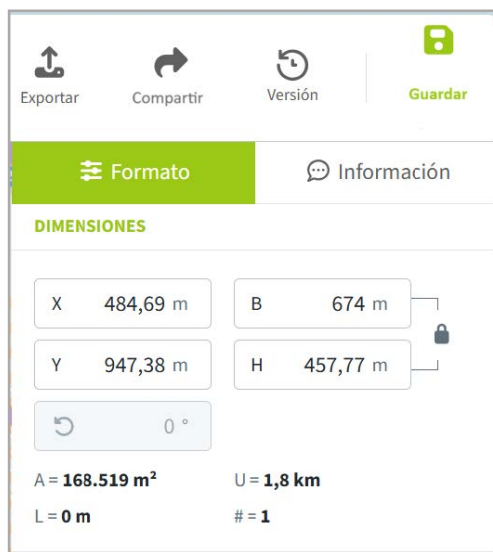 Exportar Compartir Versión Guardar
Formato Información
DIMENSIONES
X 484,69 m B 674 m
Y 947,38 m H 457,77 m
0 °
A = 168.519 m² U = 1,8 km
L = 0 m # = 1